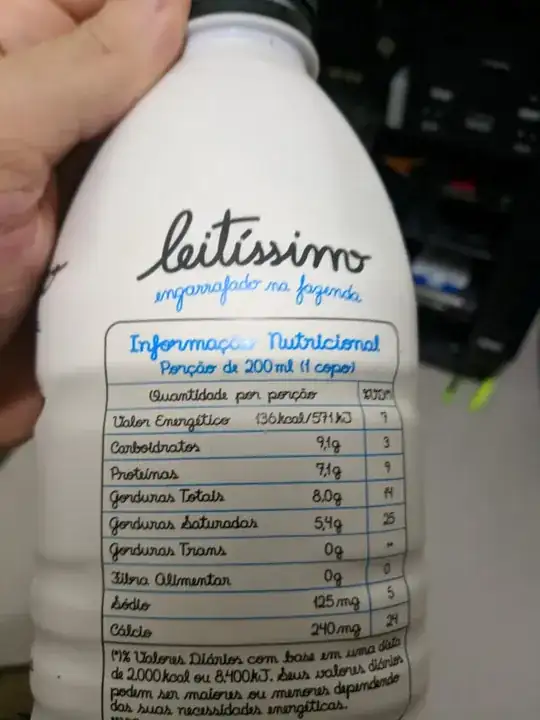 leitíssimo
engarrafado na fazenda
Informação Nutricional
Porção de 200ml (1 copo)
Quantidade por porção %VD(*)
Valor Energético 136kcal/571kJ 7
Carboidratos 9,1g 3
Proteínas 7,1g 9
Gorduras Totais 8,0g 14
Gorduras Saturadas 5,4g 25
Gorduras Trans 0g --
Fibra Alimentar 0g 0
Sódio 125mg 5
Cálcio 240mg 24
(*)% Valores Diários com base em uma dieta
de 2.000kcal ou 8.400kJ. Seus valores diários
podem ser maiores ou menores dependendo
das suas necessidades energéticas.